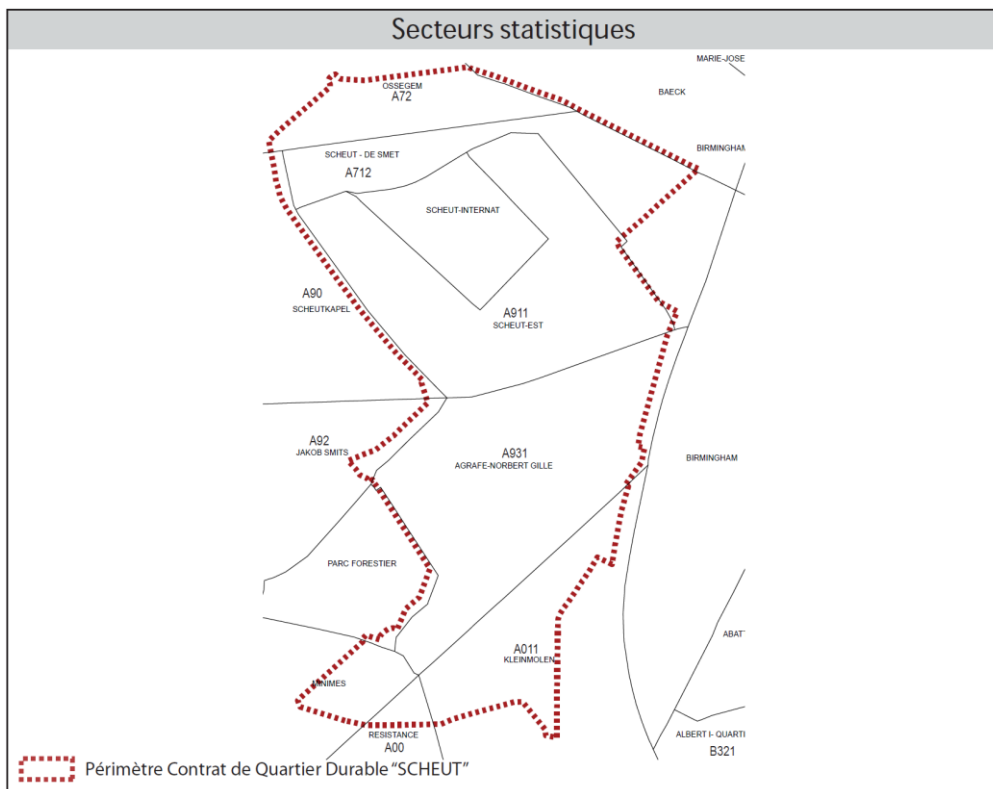 Secteurs statistiques
MARIE-JOSE
OSSEGEM
A72
BAECK
BIRMINGHAM
SCHEUT - DE SMET
A712
SCHEUT-INTERNAT
A90
SCHEUTKAPEL
A911
SCHEUT-EST
A92
JAKOB SMITS
A931
AGRAFE-NORBERT GILLE
BIRMINGHAM
PARC FORESTIER
A011
KLEINMOLEN
ABAT
MINIMES
RESISTANCE
A00
ALBERT I- QUARTI
B321
Périmètre Contrat de Quartier Durable "SCHEUT"